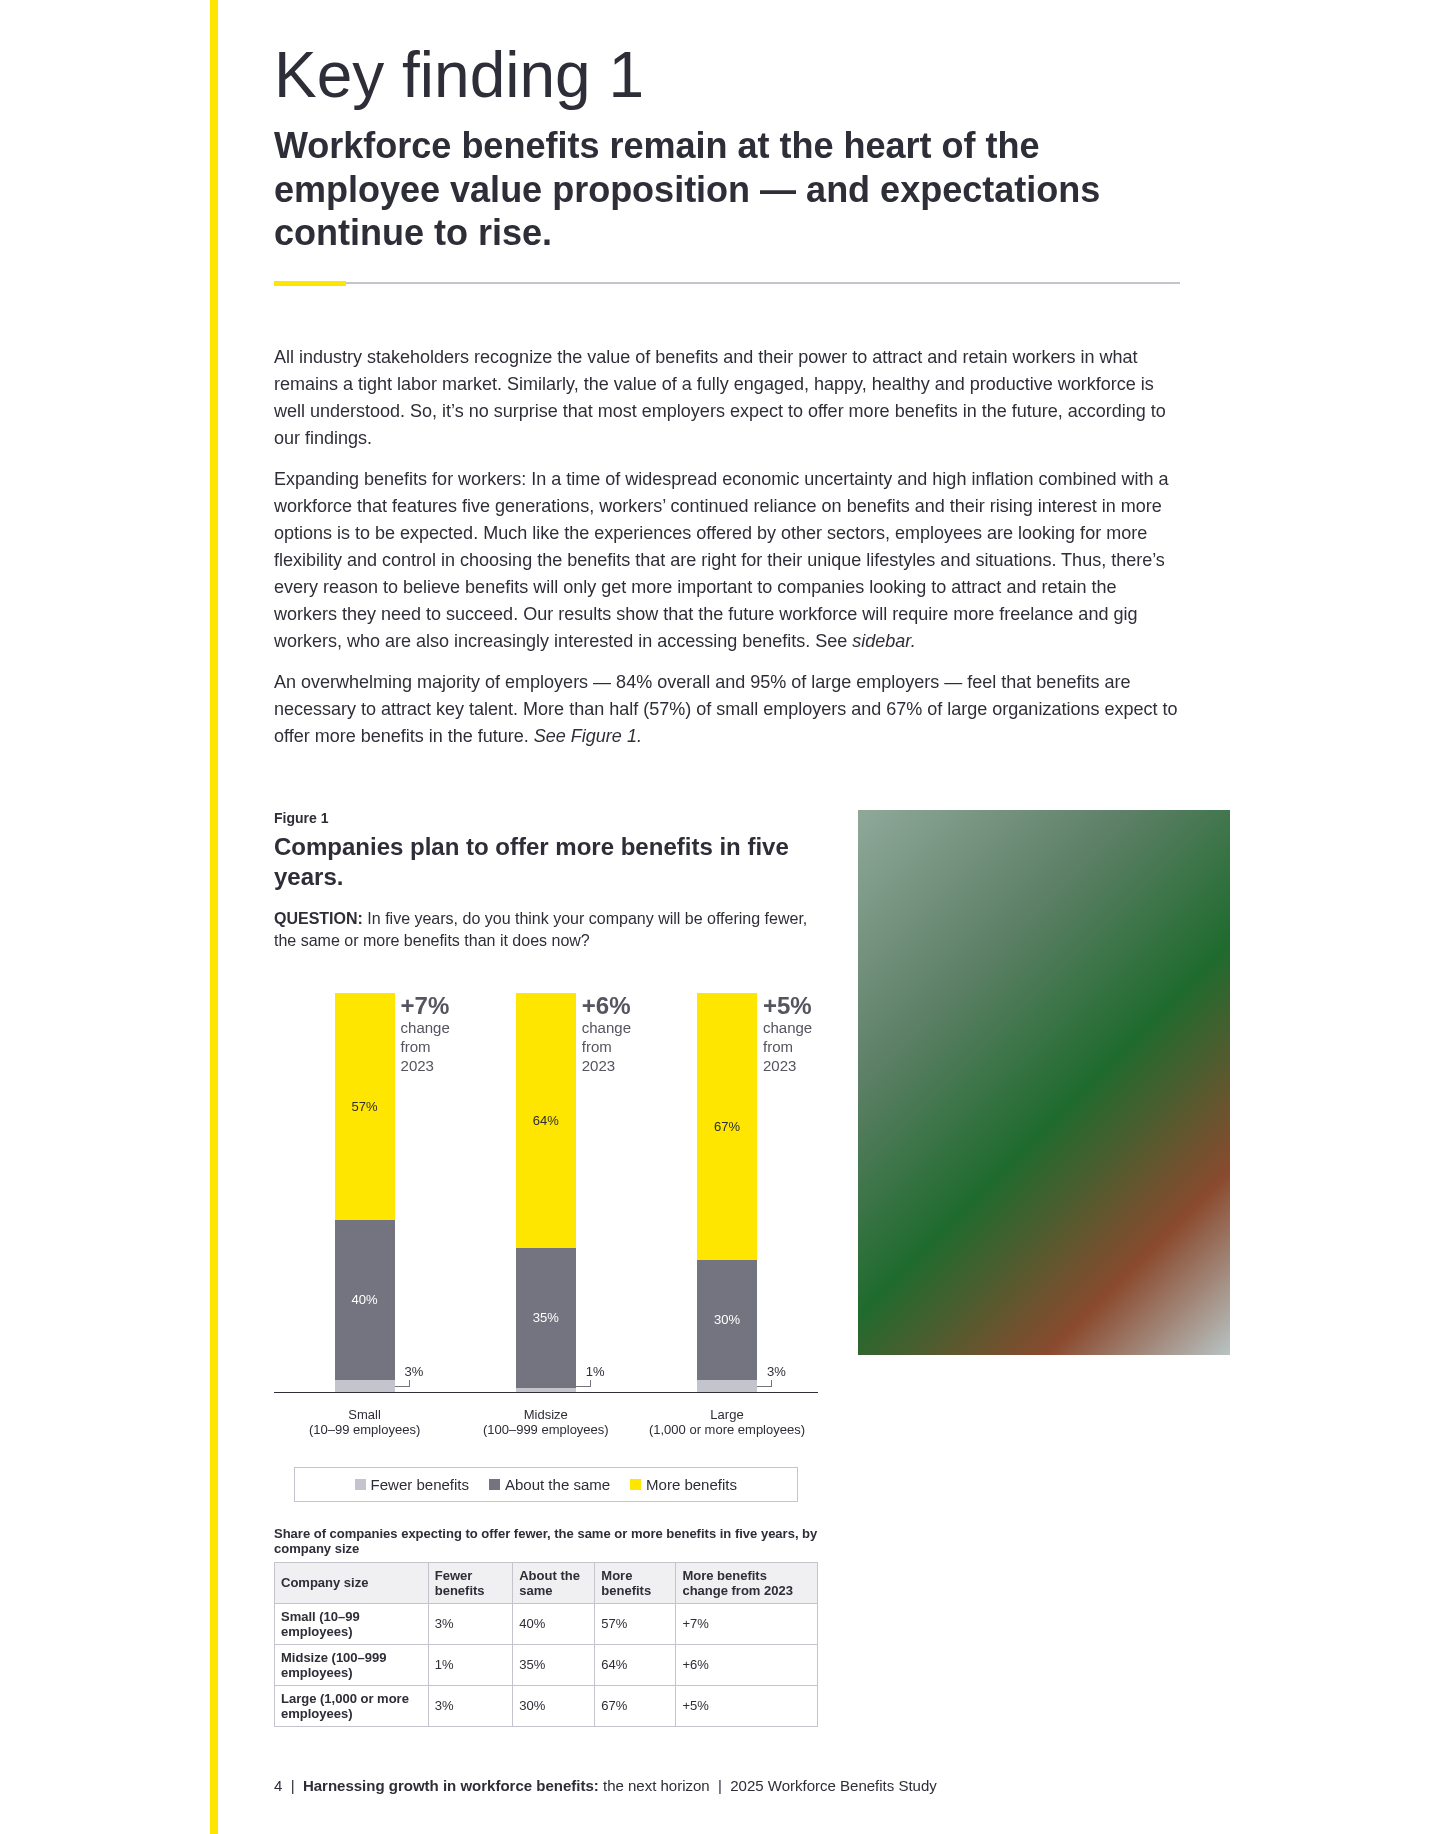 Key finding 1
Workforce benefits remain at the heart of the
employee value proposition — and expectations
continue to rise.
All industry stakeholders recognize the value of benefits and their power to attract and retain workers in what
remains a tight labor market. Similarly, the value of a fully engaged, happy, healthy and productive workforce is
well understood. So, it’s no surprise that most employers expect to offer more benefits in the future, according to
our findings.
Expanding benefits for workers: In a time of widespread economic uncertainty and high inflation combined with a
workforce that features five generations, workers’ continued reliance on benefits and their rising interest in more
options is to be expected. Much like the experiences offered by other sectors, employees are looking for more
flexibility and control in choosing the benefits that are right for their unique lifestyles and situations. Thus, there’s
every reason to believe benefits will only get more important to companies looking to attract and retain the
workers they need to succeed. Our results show that the future workforce will require more freelance and gig
workers, who are also increasingly interested in accessing benefits. See sidebar.
An overwhelming majority of employers — 84% overall and 95% of large employers — feel that benefits are
necessary to attract key talent. More than half (57%) of small employers and 67% of large organizations expect to
offer more benefits in the future. See Figure 1.
Figure 1
Companies plan to offer more benefits in five
years.
QUESTION: In five years, do you think your company will be offering fewer,
the same or more benefits than it does now?
+7% +6% +5%
change change change
from from from
2023 2023 2023
57% 64% 67%
40% 35% 30%
3% 1% 3%
Small Midsize Large
(10–99 employees) (100–999 employees) (1,000 or more employees)
Fewer benefits About the same More benefits
Share of companies expecting to offer fewer, the same or more benefits in five years, by
company size
Company size Fewer benefits About the same More benefits More benefits change from 2023
Small (10–99 employees) 3% 40% 57% +7%
Midsize (100–999 employees) 1% 35% 64% +6%
Large (1,000 or more employees) 3% 30% 67% +5%
4 | Harnessing growth in workforce benefits: the next horizon | 2025 Workforce Benefits Study